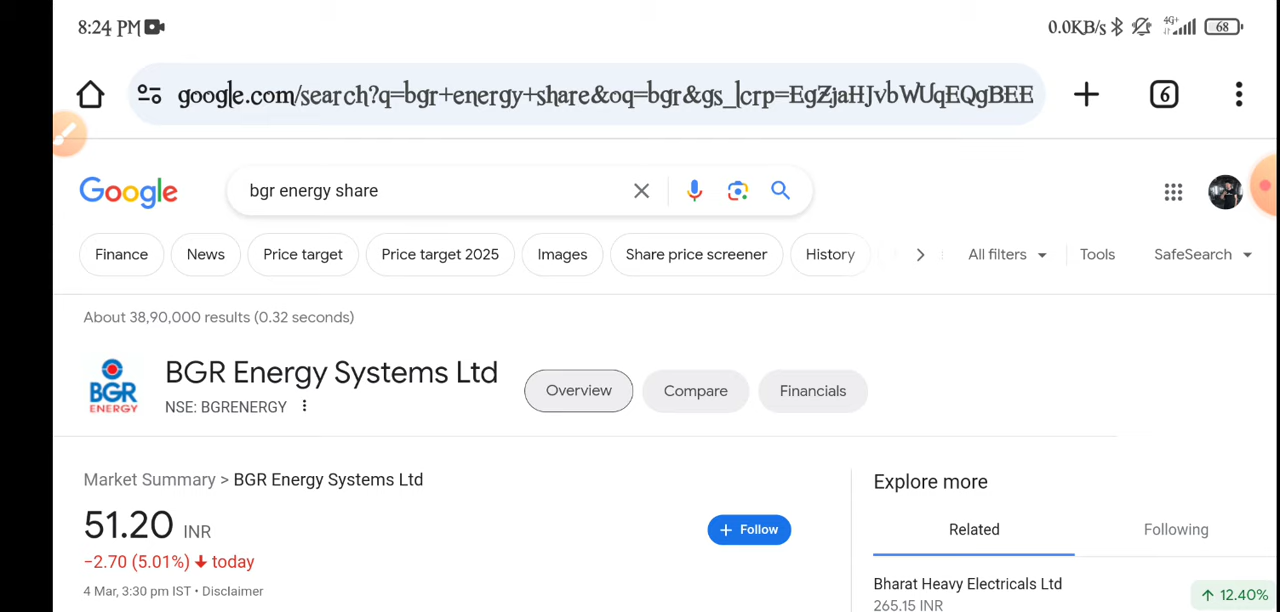 8:24 PM
0.0KB/s 4G+ 68
google.com/search?q=bgr+energy+share&oq=bgr&gs_lcrp=EgZjaHJvbWUqEQgBEE
6
Google
bgr energy share
Finance
News
Price target
Price target 2025
Images
Share price screener
History
All filters
Tools
SafeSearch
About 38,90,000 results (0.32 seconds)
BGR
ENERGY
BGR Energy Systems Ltd
NSE: BGRENERGY
Overview
Compare
Financials
Market Summary > BGR Energy Systems Ltd
51.20 INR
+ Follow
−2.70 (5.01%) ↓ today
4 Mar, 3:30 pm IST • Disclaimer
Explore more
Related
Following
Bharat Heavy Electricals Ltd
265.15 INR
↑ 12.40%